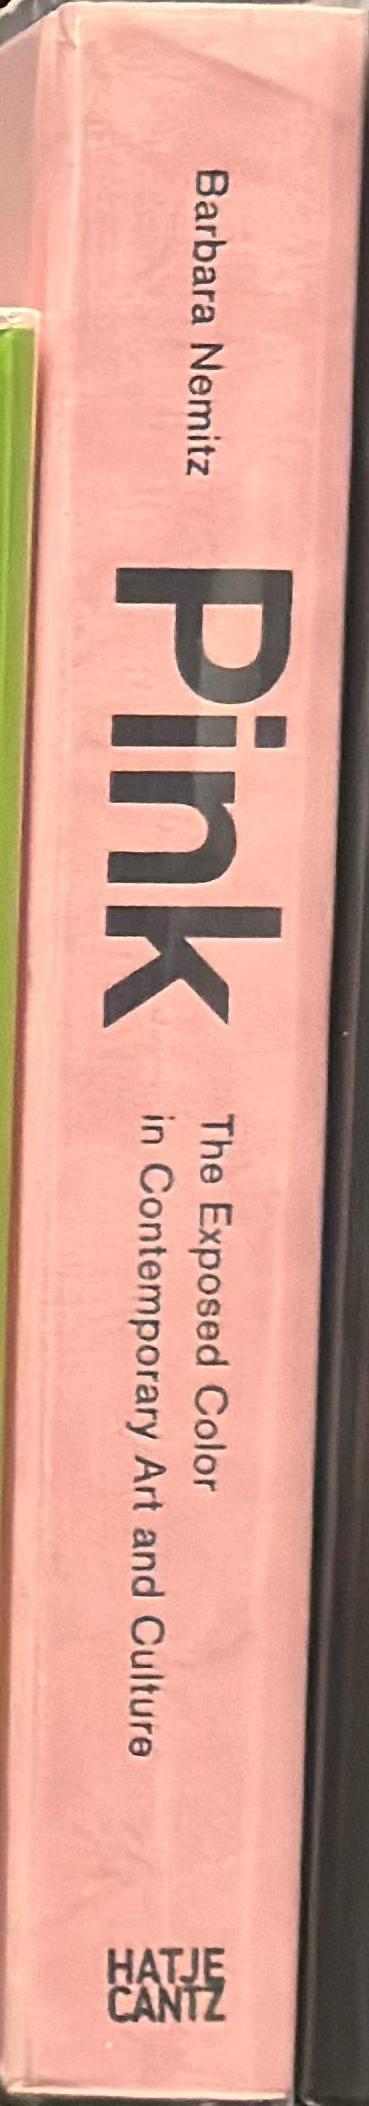 Barbara Nemitz
Pink
The Exposed Color
in Contemporary Art and Culture
HATJE
CANTZ